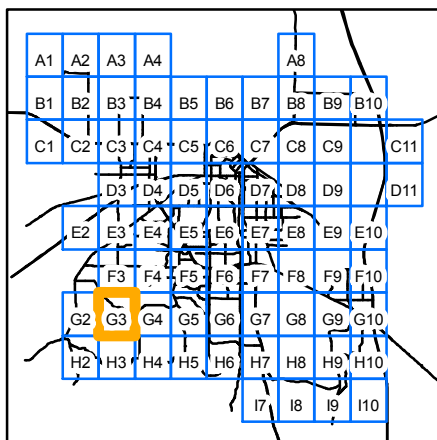 A1 A2 A3 A4 A8
B1 B2 B3 B4 B5 B6 B7 B8 B9 B10
C1 C2 C3 C4 C5 C6 C7 C8 C9 C11
D3 D4 D5 D6 D7 D8 D9 D11
E2 E3 E4 E5 E6 E7 E8 E9 E10
F3 F4 F5 F6 F7 F8 F9 F10
G2 G3 G4 G5 G6 G7 G8 G9 G10
H2 H3 H4 H5 H6 H7 H8 H9 H10
I7 I8 I9 I10